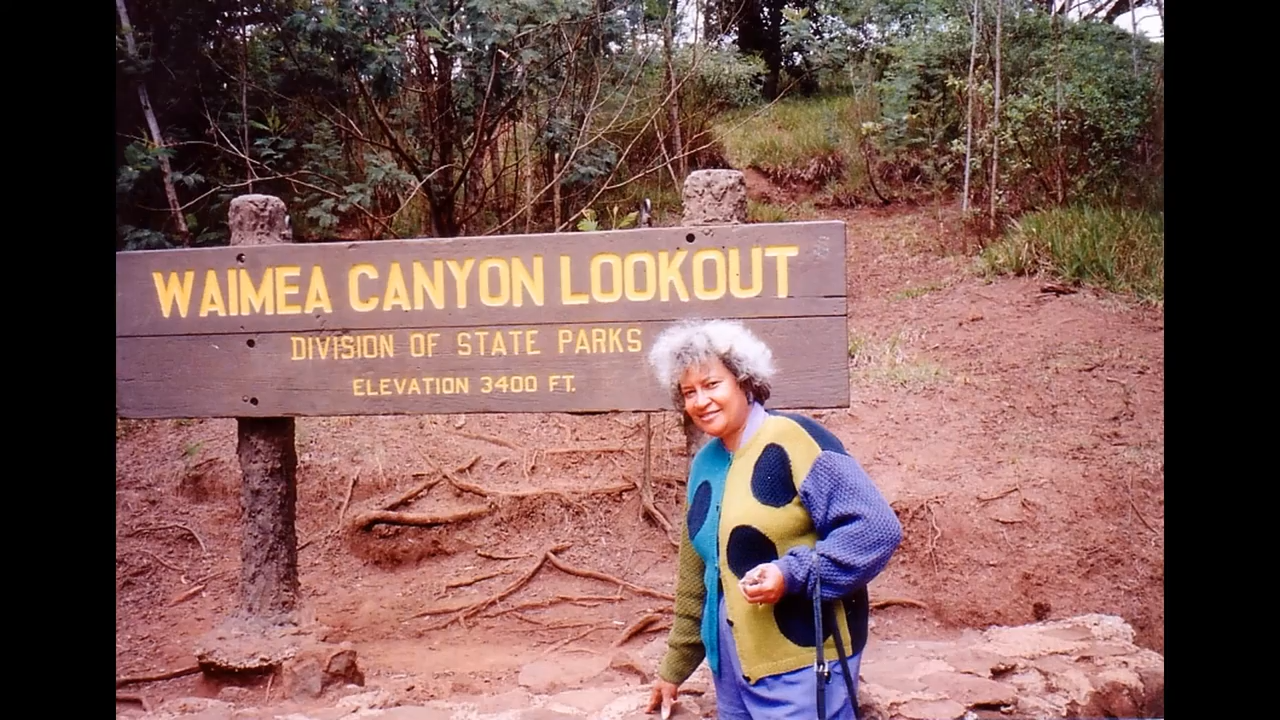 WAIMEA CANYON LOOKOUT
DIVISION OF STATE PARKS
ELEVATION 3400 FT.